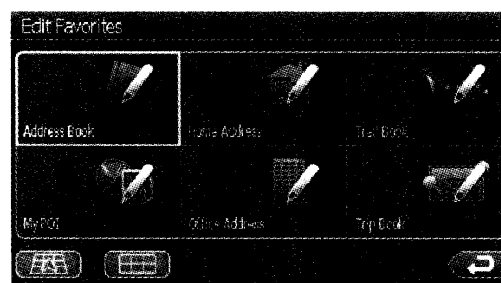 Edit Favorites
Address Book
Home Address
Trail Book
My POI
Office Address
Trip Book